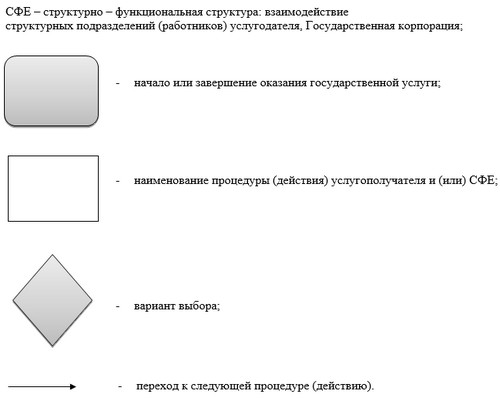 СФЕ – структурно – функциональная структура: взаимодействие
структурных подразделений (работников) услугодателя, Государственная корпорация;
- начало или завершение оказания государственной услуги;
- наименование процедуры (действия) услугополучателя и (или) СФЕ;
- вариант выбора;
- переход к следующей процедуре (действию).